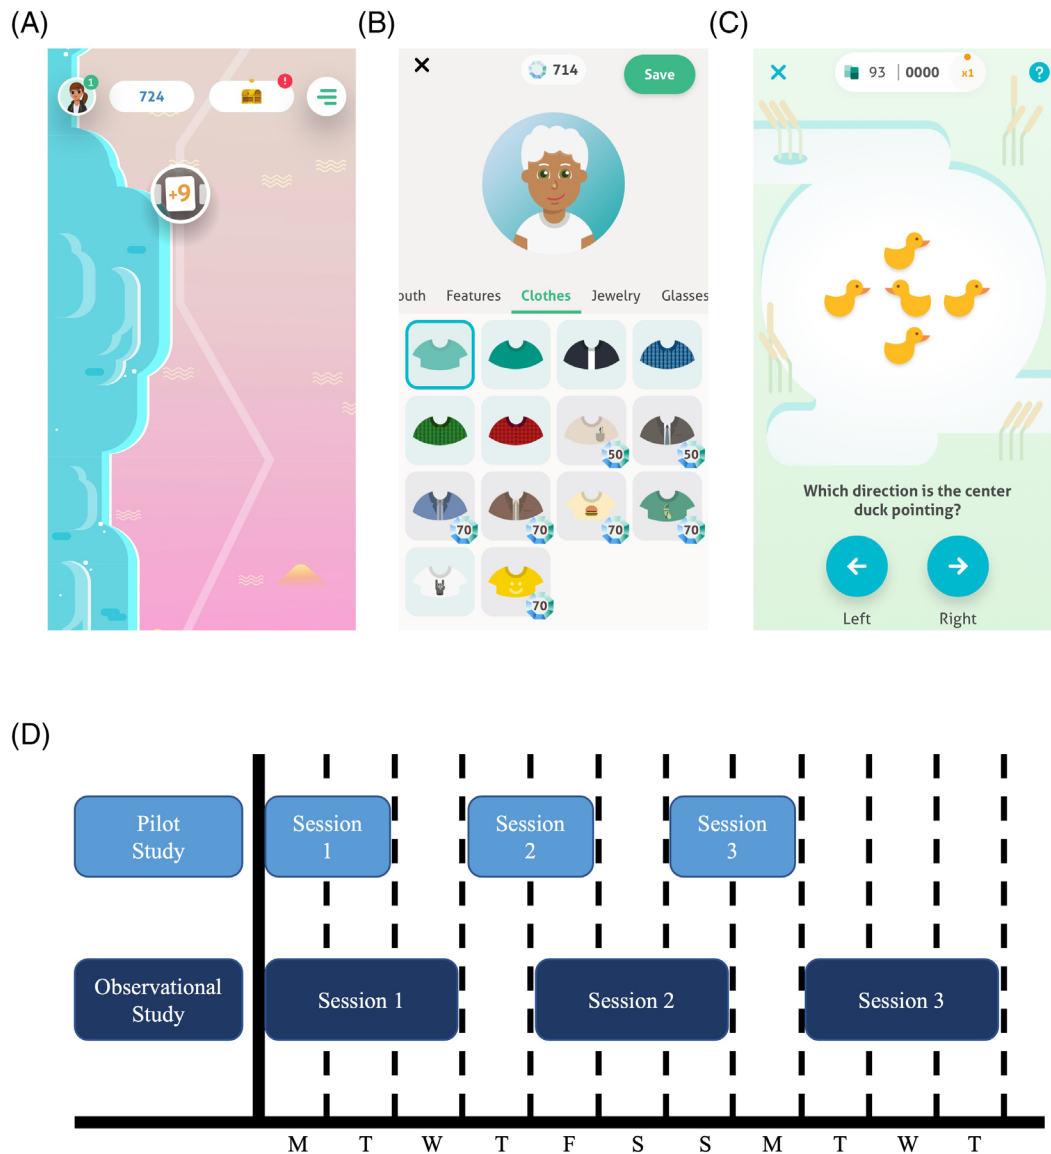 (A)
(B)
(C)
1
724
!
+9
714
Save
outh Features Clothes Jewelry Glasses
50 50
70 70 70 70
70
93 | 0000 x1 ?
Which direction is the center
duck pointing?
Left Right
(D)
Pilot
Study
Session
1
Session
2
Session
3
Observational
Study
Session 1
Session 2
Session 3
M T W T F S S M T W T